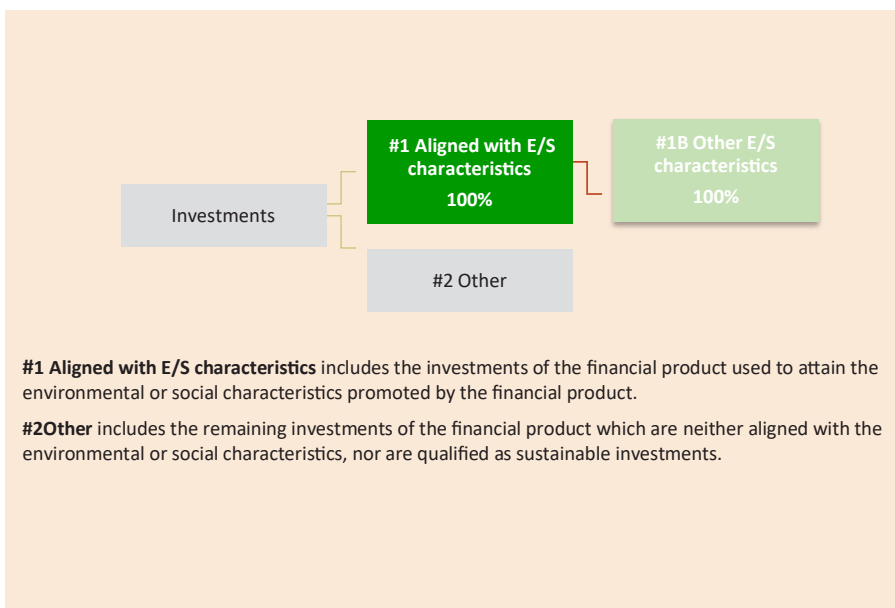 #1 Aligned with E/S
characteristics
100%
#1B Other E/S
characteristics
100%
Investments
#2 Other
#1 Aligned with E/S characteristics includes the investments of the financial product used to attain the
environmental or social characteristics promoted by the financial product.
#2Other includes the remaining investments of the financial product which are neither aligned with the
environmental or social characteristics, nor are qualified as sustainable investments.